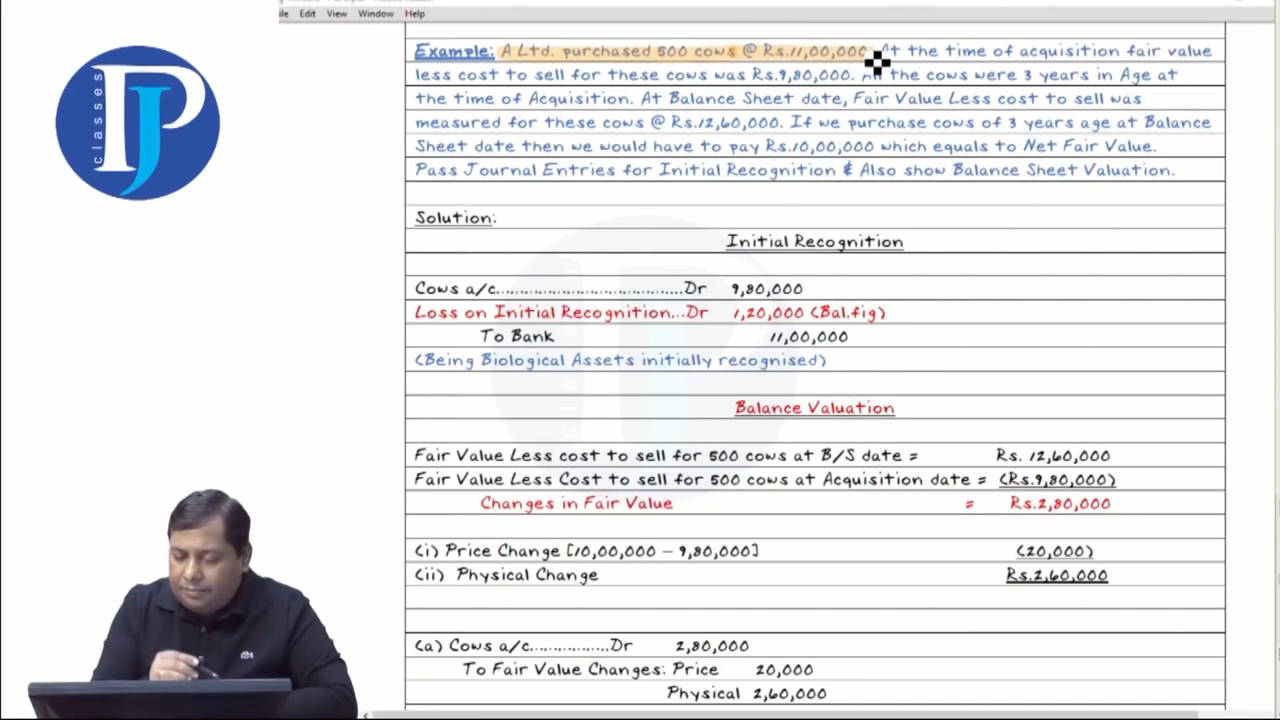 Edit View Window Help
classes PJ
Example: A Ltd. purchased 500 cows @ Rs.11,00,000. At the time of acquisition fair value
less cost to sell for these cows was Rs.9,80,000. All the cows were 3 years in Age at
the time of Acquisition. At Balance Sheet date, Fair Value Less cost to sell was
measured for these cows @ Rs.12,60,000. If we purchase cows of 3 years age at Balance
Sheet date then we would have to pay Rs.10,00,000 which equals to Net Fair Value.
Pass Journal Entries for Initial Recognition & Also show Balance Sheet Valuation.
Solution:
Initial Recognition
Cows a/c.....................................Dr 9,80,000
Loss on Initial Recognition...Dr 1,20,000 (Bal.fig)
To Bank 11,00,000
(Being Biological Assets initially recognised)
Balance Valuation
Fair Value Less cost to sell for 500 cows at B/S date = Rs. 12,60,000
Fair Value Less Cost to sell for 500 cows at Acquisition date = (Rs.9,80,000)
Changes in Fair Value = Rs.2,80,000
(i) Price Change [10,00,000 – 9,80,000] (20,000)
(ii) Physical Change Rs.2,60,000
(a) Cows a/c.................Dr 2,80,000
To Fair Value Changes: Price 20,000
Physical 2,60,000